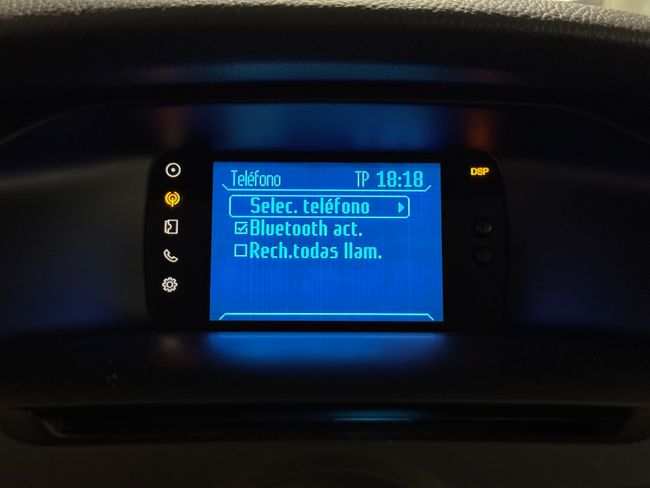 Teléfono TP 18:18
DSP
Selec. teléfono
Bluetooth act.
Rech.todas llam.